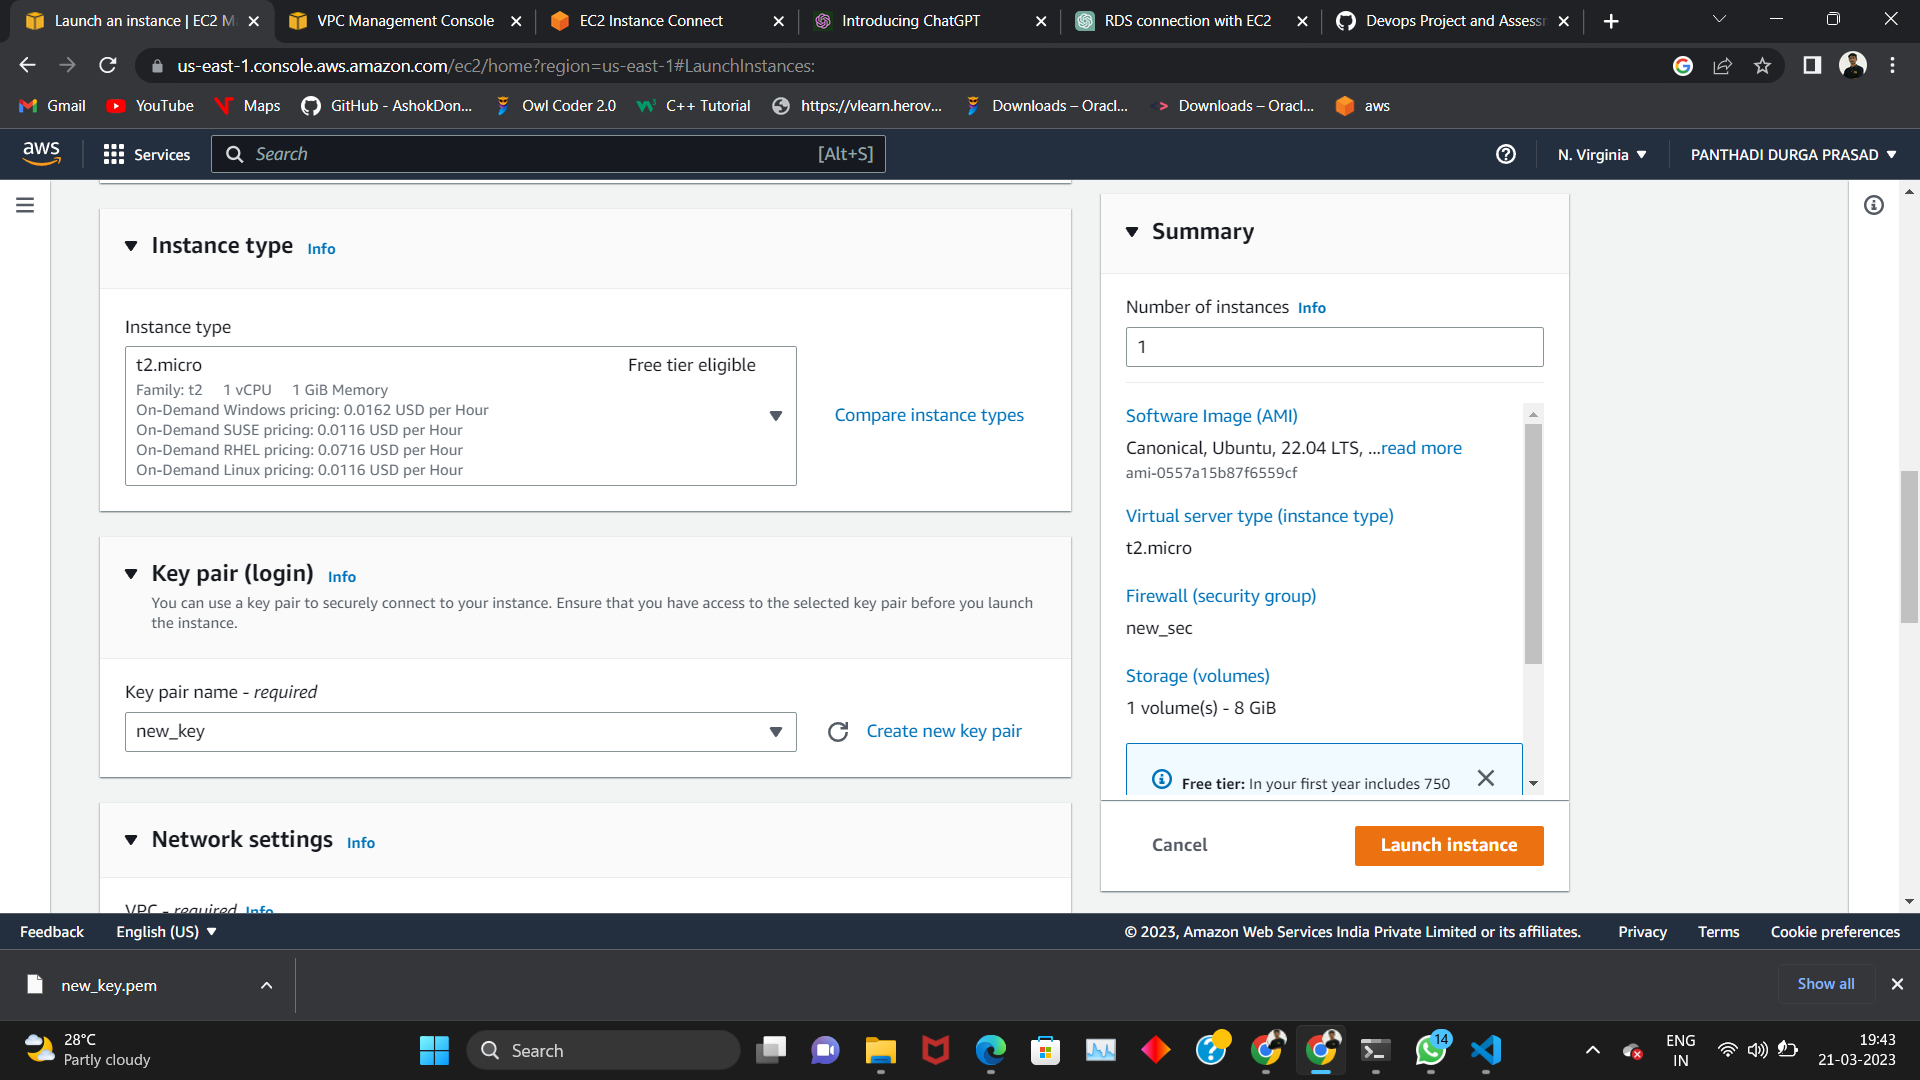 Launch an instance | EC2 M
VPC Management Console
EC2 Instance Connect
Introducing ChatGPT
RDS connection with EC2
Devops Project and Assessm
us-east-1.console.aws.amazon.com/ec2/home?region=us-east-1#LaunchInstances:
Gmail
YouTube
Maps
GitHub - AshokDon...
Owl Coder 2.0
C++ Tutorial
https://vlearn.herov...
Downloads – Oracl...
Downloads – Oracl...
aws
aws
Services
Search
[Alt+S]
N. Virginia
PANTHADI DURGA PRASAD
Instance type Info
Instance type
t2.micro Free tier eligible
Family: t2 1 vCPU 1 GiB Memory
On-Demand Windows pricing: 0.0162 USD per Hour
On-Demand SUSE pricing: 0.0116 USD per Hour
On-Demand RHEL pricing: 0.0716 USD per Hour
On-Demand Linux pricing: 0.0116 USD per Hour
Compare instance types
Key pair (login) Info
You can use a key pair to securely connect to your instance. Ensure that you have access to the selected key pair before you launch
the instance.
Key pair name - required
new_key
Create new key pair
Network settings Info
VPC - required Info
Summary
Number of instances Info
1
Software Image (AMI)
Canonical, Ubuntu, 22.04 LTS, ...read more
ami-0557a15b87f6559cf
Virtual server type (instance type)
t2.micro
Firewall (security group)
new_sec
Storage (volumes)
1 volume(s) - 8 GiB
Free tier: In your first year includes 750
Cancel
Launch instance
Feedback
English (US)
© 2023, Amazon Web Services India Private Limited or its affiliates.
Privacy
Terms
Cookie preferences
new_key.pem
Show all
28°C
Partly cloudy
Search
14
ENG
IN
19:43
21-03-2023